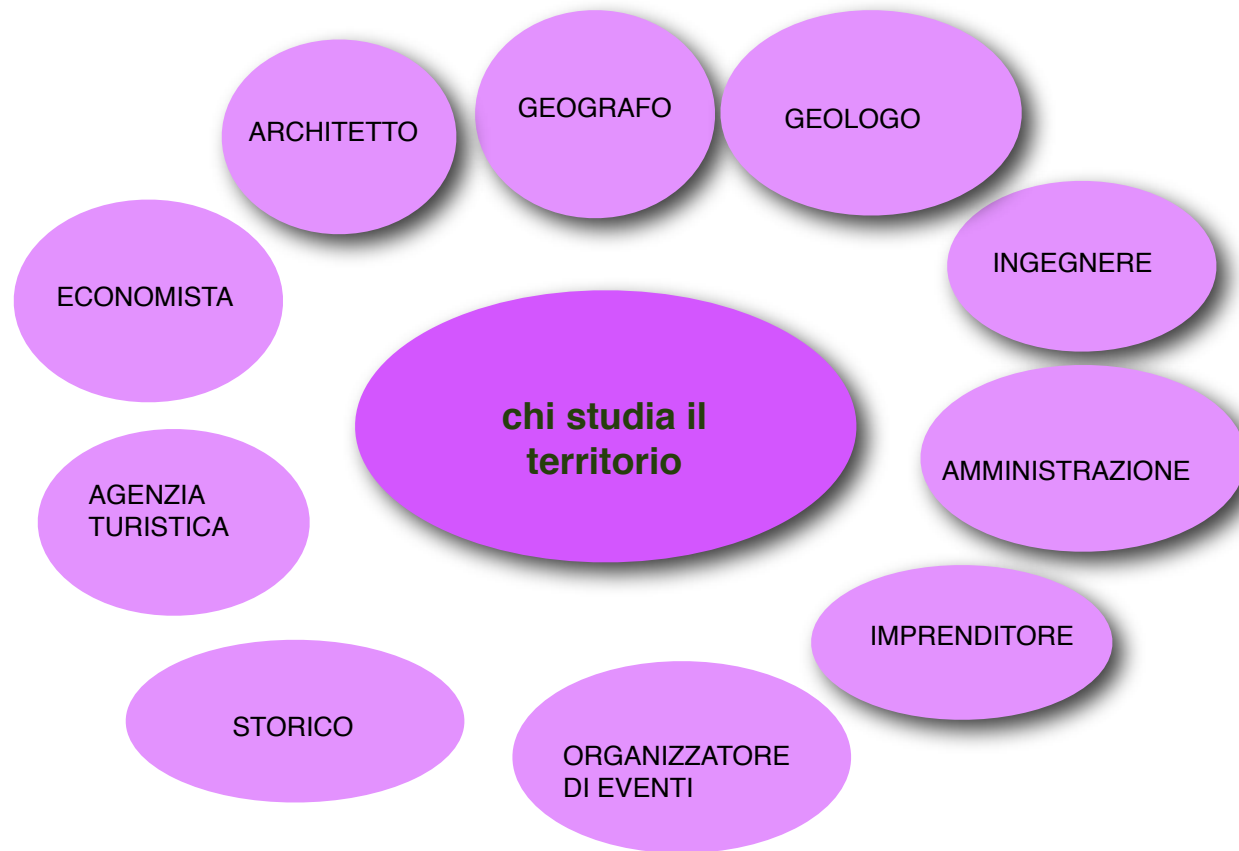 GEOGRAFO
GEOLOGO
ARCHITETTO
INGEGNERE
ECONOMISTA
chi studia il
territorio
AMMINISTRAZIONE
AGENZIA
TURISTICA
IMPRENDITORE
STORICO
ORGANIZZATORE
DI EVENTI